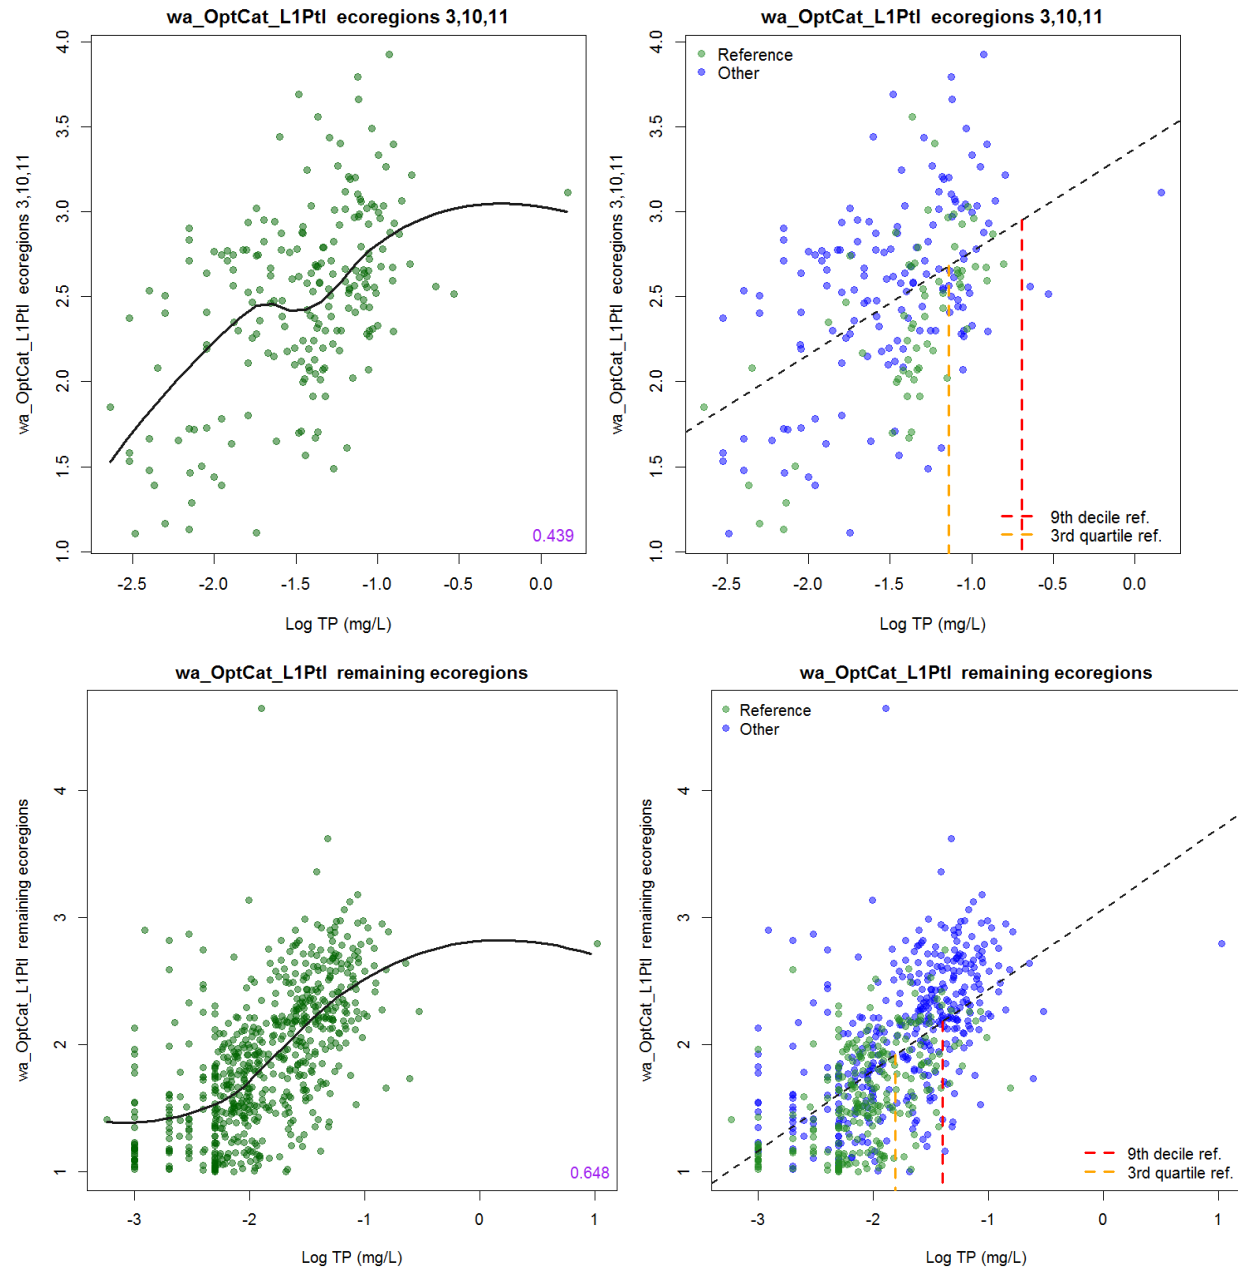 wa_OptCat_L1Ptl ecoregions 3,10,11
4.0
3.5
3.0
2.5
2.0
1.5
1.0
wa_OptCat_L1Ptl ecoregions 3,10,11
0.439
-2.5 -2.0 -1.5 -1.0 -0.5 0.0
Log TP (mg/L)
wa_OptCat_L1Ptl ecoregions 3,10,11
Reference
Other
4.0
3.5
3.0
2.5
2.0
1.5
1.0
wa_OptCat_L1Ptl ecoregions 3,10,11
9th decile ref.
3rd quartile ref.
-2.5 -2.0 -1.5 -1.0 -0.5 0.0
Log TP (mg/L)
wa_OptCat_L1Ptl remaining ecoregions
4
3
2
1
wa_OptCat_L1Ptl remaining ecoregions
0.648
-3 -2 -1 0 1
Log TP (mg/L)
wa_OptCat_L1Ptl remaining ecoregions
Reference
Other
4
3
2
1
wa_OptCat_L1Ptl remaining ecoregions
9th decile ref.
3rd quartile ref.
-3 -2 -1 0 1
Log TP (mg/L)